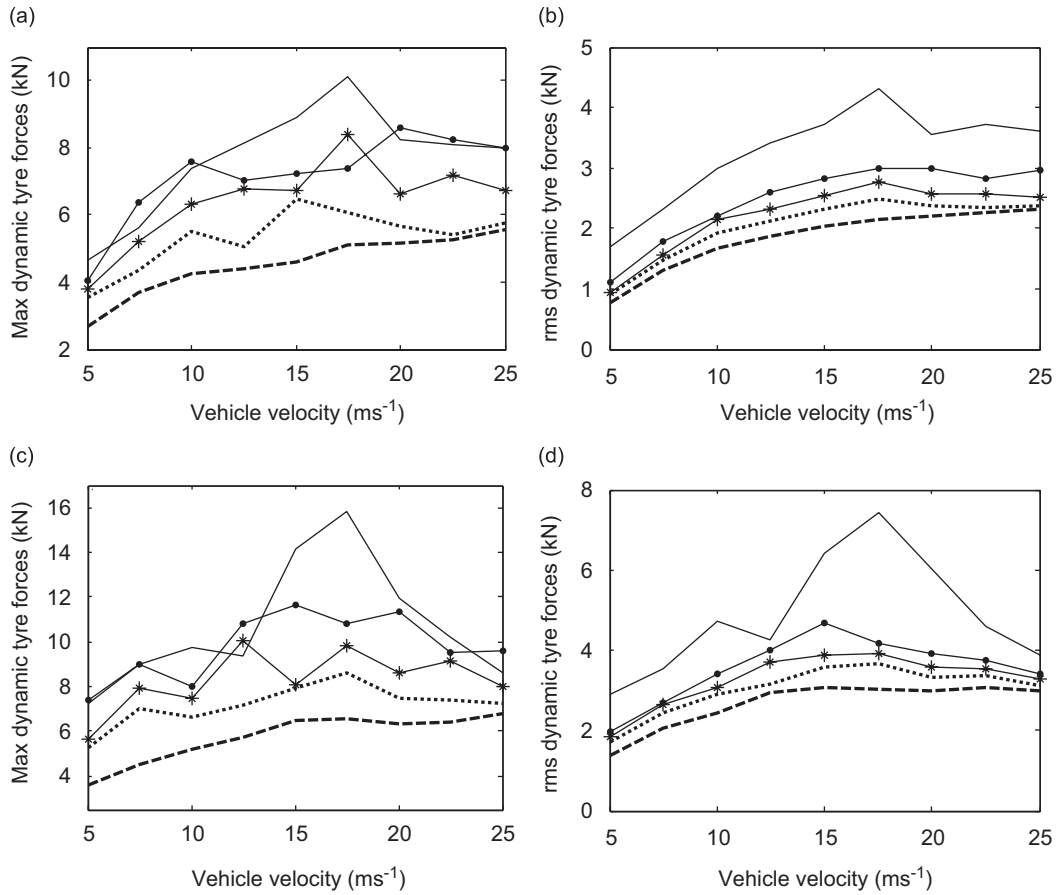 (a)
(b)
Max dynamic tyre forces (kN)
10
8
6
4
2
5 10 15 20 25
Vehicle velocity (ms⁻¹)
rms dynamic tyre forces (kN)
5
4
3
2
1
0
5 10 15 20 25
Vehicle velocity (ms⁻¹)
(c)
(d)
Max dynamic tyre forces (kN)
16
14
12
10
8
6
4
5 10 15 20 25
Vehicle velocity (ms⁻¹)
rms dynamic tyre forces (kN)
8
6
4
2
0
5 10 15 20 25
Vehicle velocity (ms⁻¹)